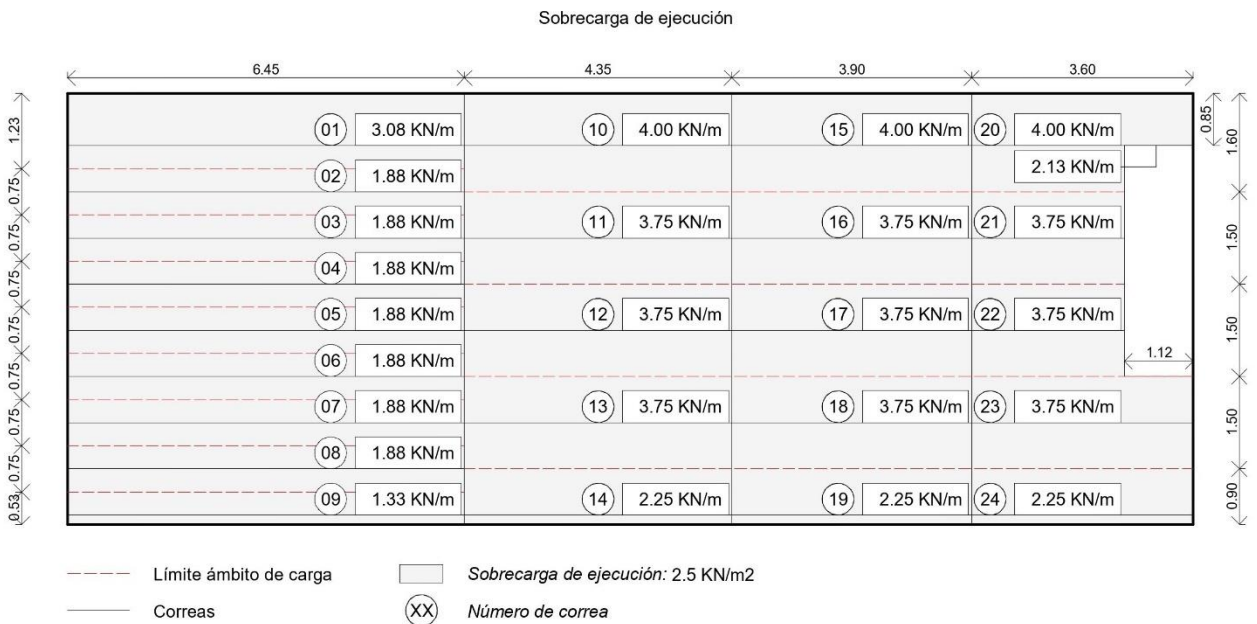 Sobrecarga de ejecución
6.45 4.35 3.90 3.60
1.23 01 3.08 KN/m 10 4.00 KN/m 15 4.00 KN/m 20 4.00 KN/m 0.85 1.60
2.13 KN/m
0.75 02 1.88 KN/m
0.75 03 1.88 KN/m 11 3.75 KN/m 16 3.75 KN/m 21 3.75 KN/m 1.50
0.75 04 1.88 KN/m
0.75 05 1.88 KN/m 12 3.75 KN/m 17 3.75 KN/m 22 3.75 KN/m 1.50
0.75 06 1.88 KN/m 1.12
0.75 07 1.88 KN/m 13 3.75 KN/m 18 3.75 KN/m 23 3.75 KN/m 1.50
0.75 08 1.88 KN/m
0.53 09 1.33 KN/m 14 2.25 KN/m 19 2.25 KN/m 24 2.25 KN/m 0.90
Límite ámbito de carga Sobrecarga de ejecución: 2.5 KN/m2
Correas XX Número de correa